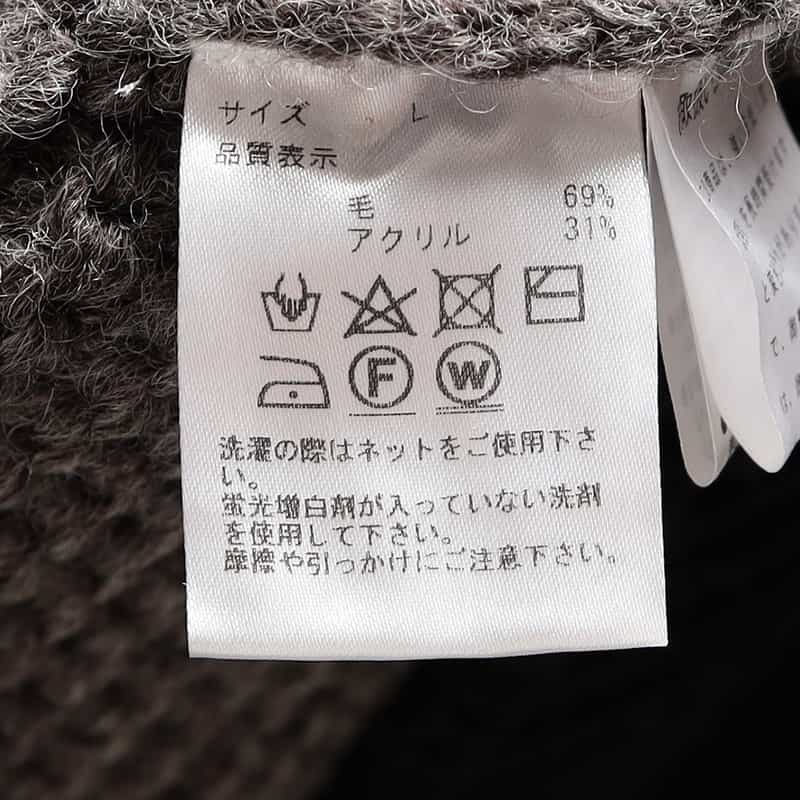 サイズ L
品質表示
毛 69%
アクリル 31%
F W
洗濯の際はネットをご使用下さ
い。
蛍光増白剤が入っていない洗剤
を使用して下さい。
摩擦や引っかけにご注意下さい。